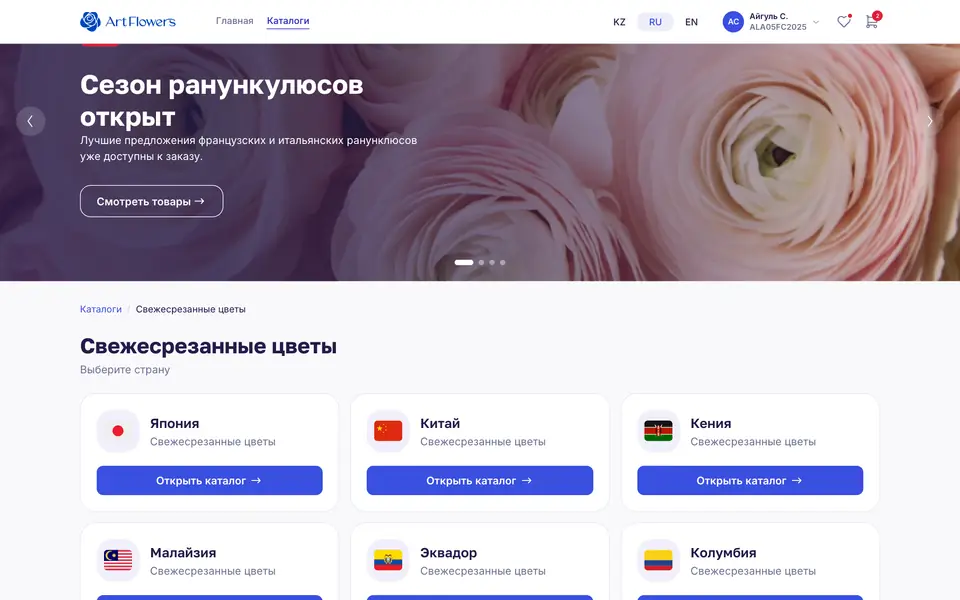 ArtFlowers
Главная Каталоги
KZ RU EN
AC
Айгуль С.
ALA05FC2025
2
Сезон ранункулюсов
открыт
Лучшие предложения французских и итальянских ранунклюсов
уже доступны к заказу.
Смотреть товары →
Каталоги / Свежесрезанные цветы
Свежесрезанные цветы
Выберите страну
Япония
Свежесрезанные цветы
Открыть каталог →
Китай
Свежесрезанные цветы
Открыть каталог →
Кения
Свежесрезанные цветы
Открыть каталог →
Малайзия
Свежесрезанные цветы
Эквадор
Свежесрезанные цветы
Колумбия
Свежесрезанные цветы